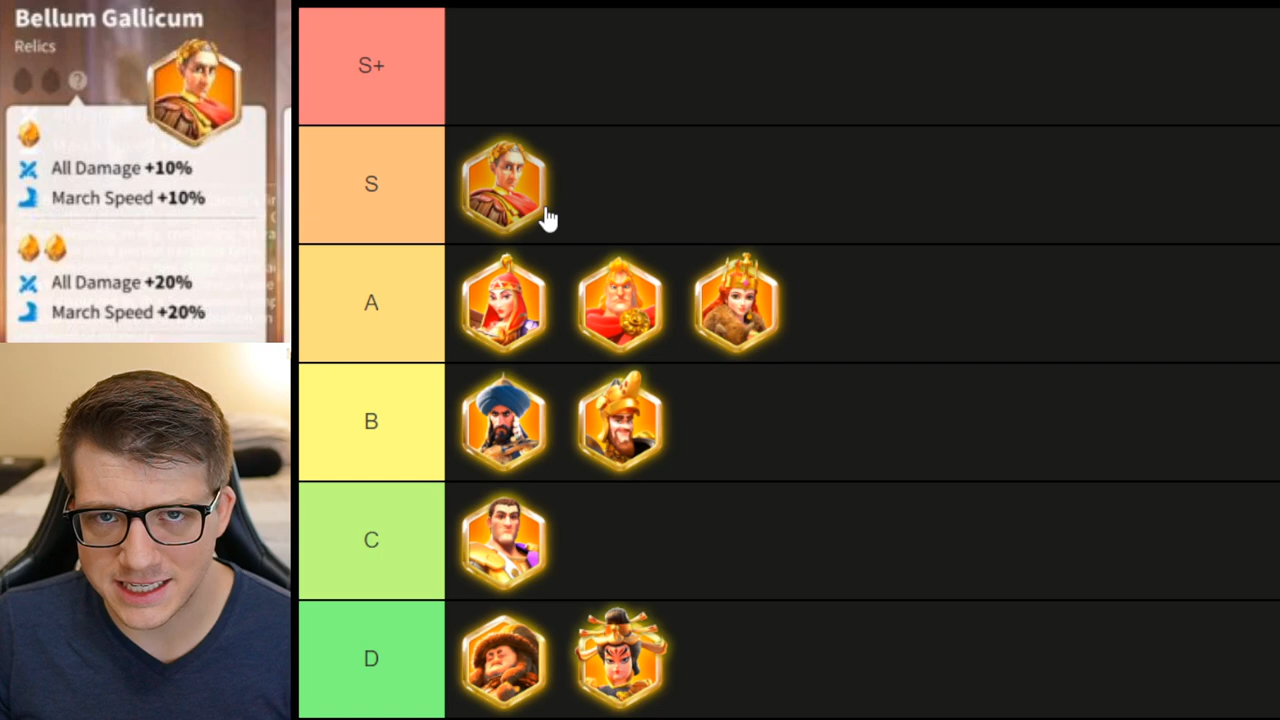 Bellum Gallicum
Relics
All Damage +10%
March Speed +10%
All Damage +20%
March Speed +20%
S+
S
A
B
C
D